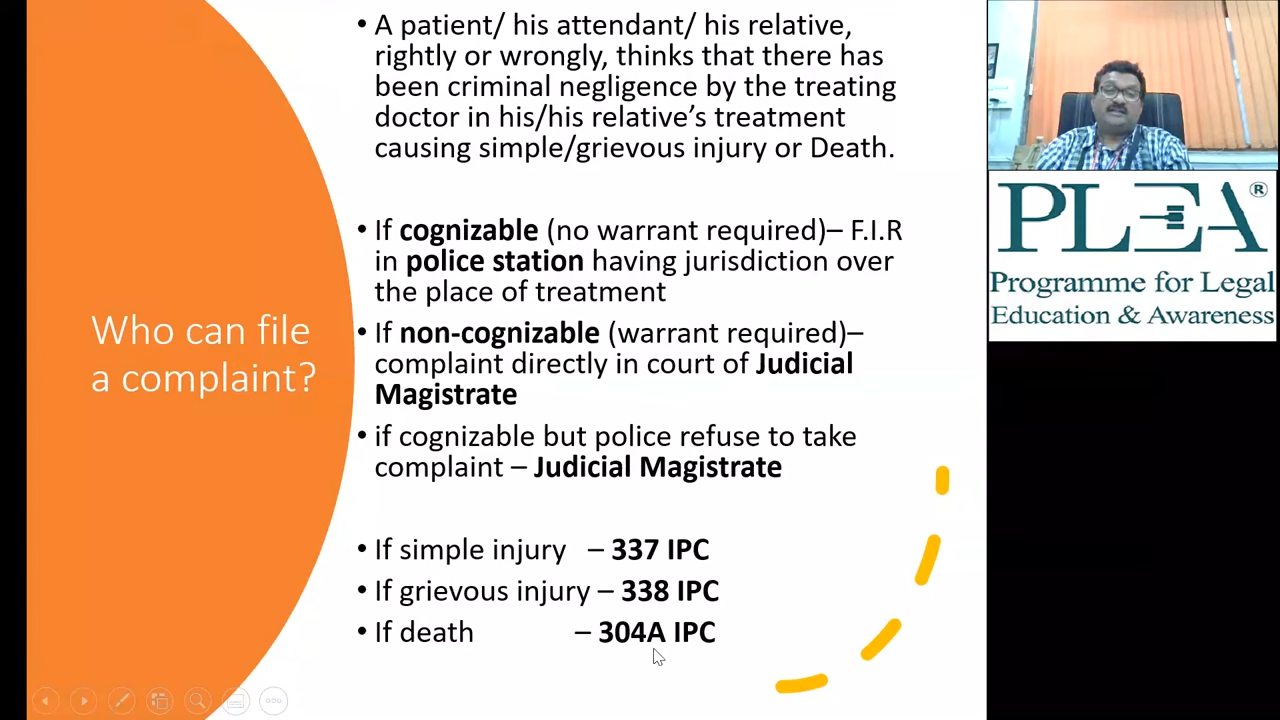 Who can file
a complaint?
• A patient/ his attendant/ his relative,
rightly or wrongly, thinks that there has
been criminal negligence by the treating
doctor in his/his relative’s treatment
causing simple/grievous injury or Death.
• If cognizable (no warrant required)– F.I.R
in police station having jurisdiction over
the place of treatment
• If non-cognizable (warrant required)–
complaint directly in court of Judicial
Magistrate
• if cognizable but police refuse to take
complaint – Judicial Magistrate
• If simple injury – 337 IPC
• If grievous injury – 338 IPC
• If death – 304A IPC
PLEA®
Programme for Legal
Education & Awareness